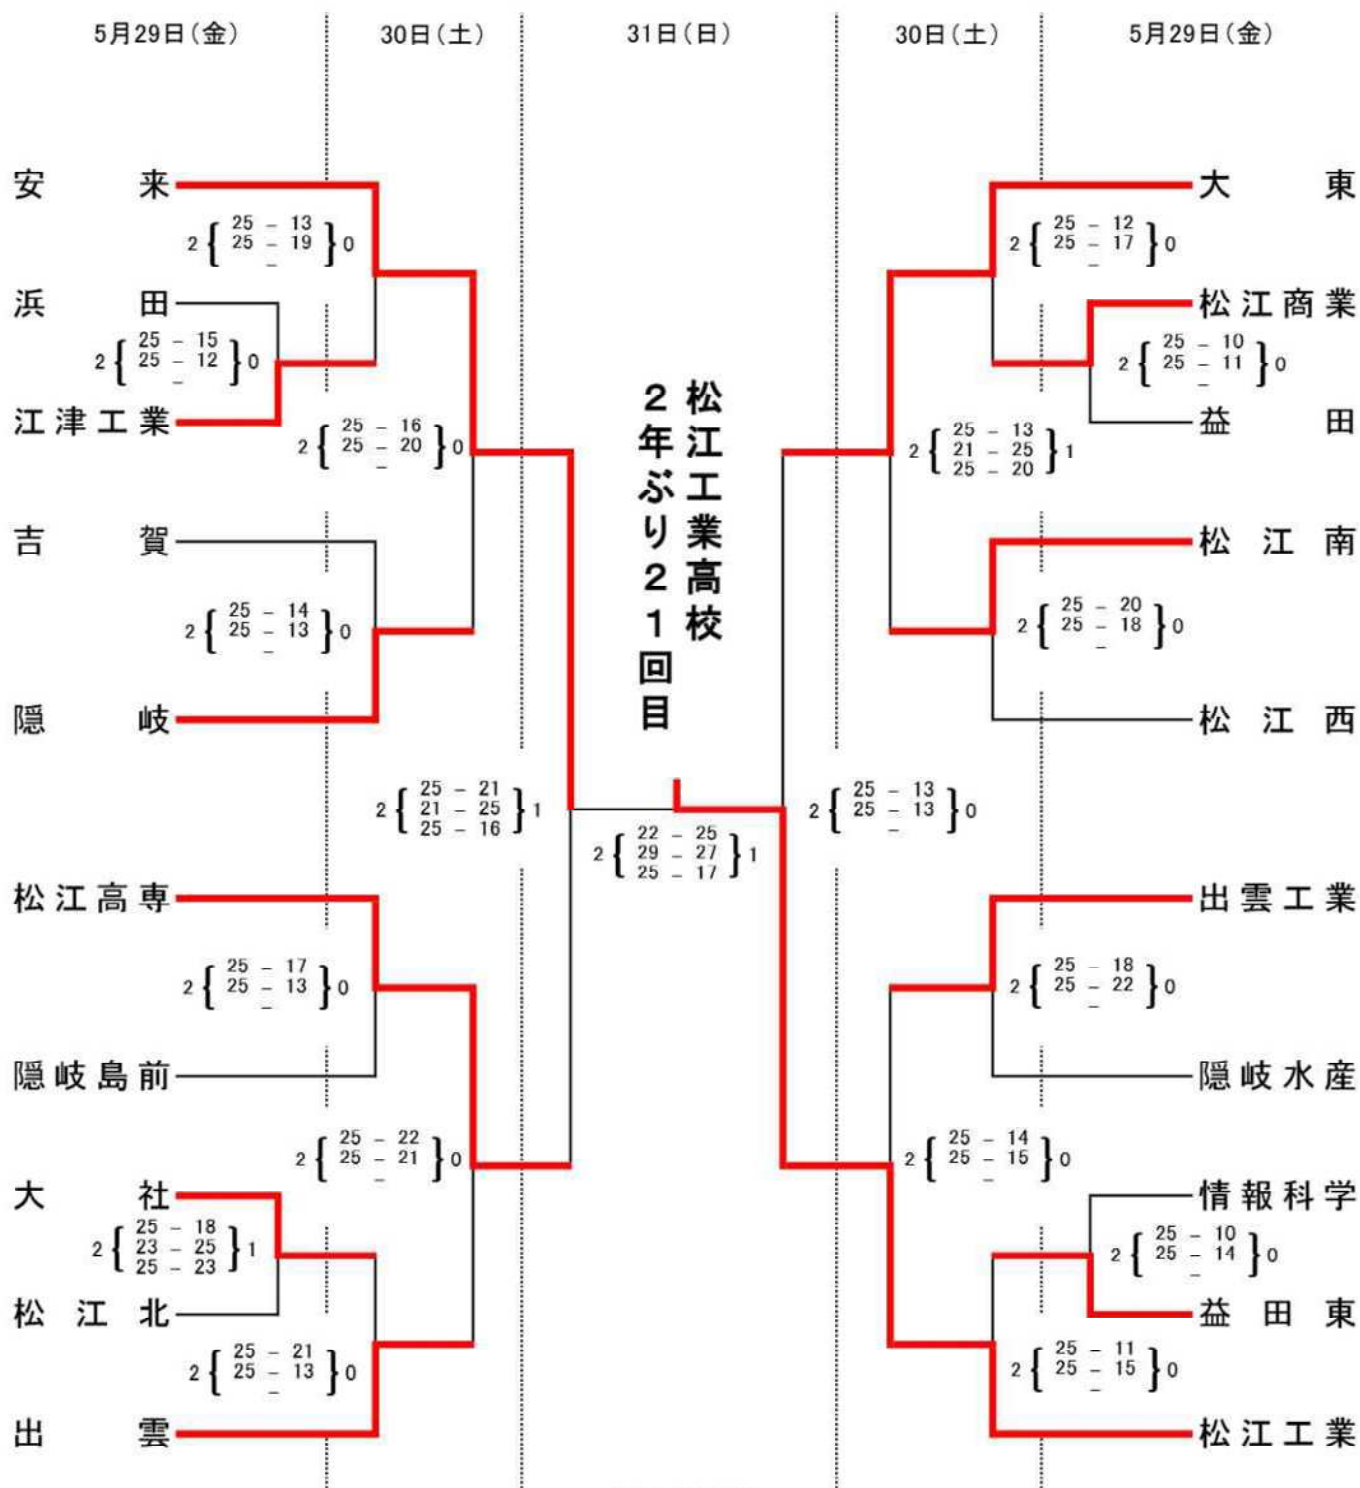 5月29日(金) 30日(土) 31日(日) 30日(土) 5月29日(金)
安来
2{25 - 13
25 - 19
-}0
浜田
2{25 - 15
25 - 12
-}0
江津工業
2{25 - 16
25 - 20
-}0
吉賀
2{25 - 14
25 - 13
-}0
隠岐
2{25 - 21
21 - 25
25 - 16}1
松江高専
2{25 - 17
25 - 13
-}0
隠岐島前
2{25 - 22
25 - 21
-}0
大社
2{25 - 18
23 - 25
25 - 23}1
松江北
2{25 - 21
25 - 13
-}0
出雲
松江工業高校
2年ぶり21回目
2{22 - 25
29 - 27
25 - 17}1
大東
2{25 - 12
25 - 17
-}0
松江商業
2{25 - 10
25 - 11
-}0
益田
2{25 - 13
21 - 25
25 - 20}1
松江南
2{25 - 20
25 - 18
-}0
松江西
2{25 - 13
25 - 13
-}0
出雲工業
2{25 - 18
25 - 22
-}0
隠岐水産
2{25 - 14
25 - 15
-}0
情報科学
2{25 - 10
25 - 14
-}0
益田東
2{25 - 11
25 - 15
-}0
松江工業